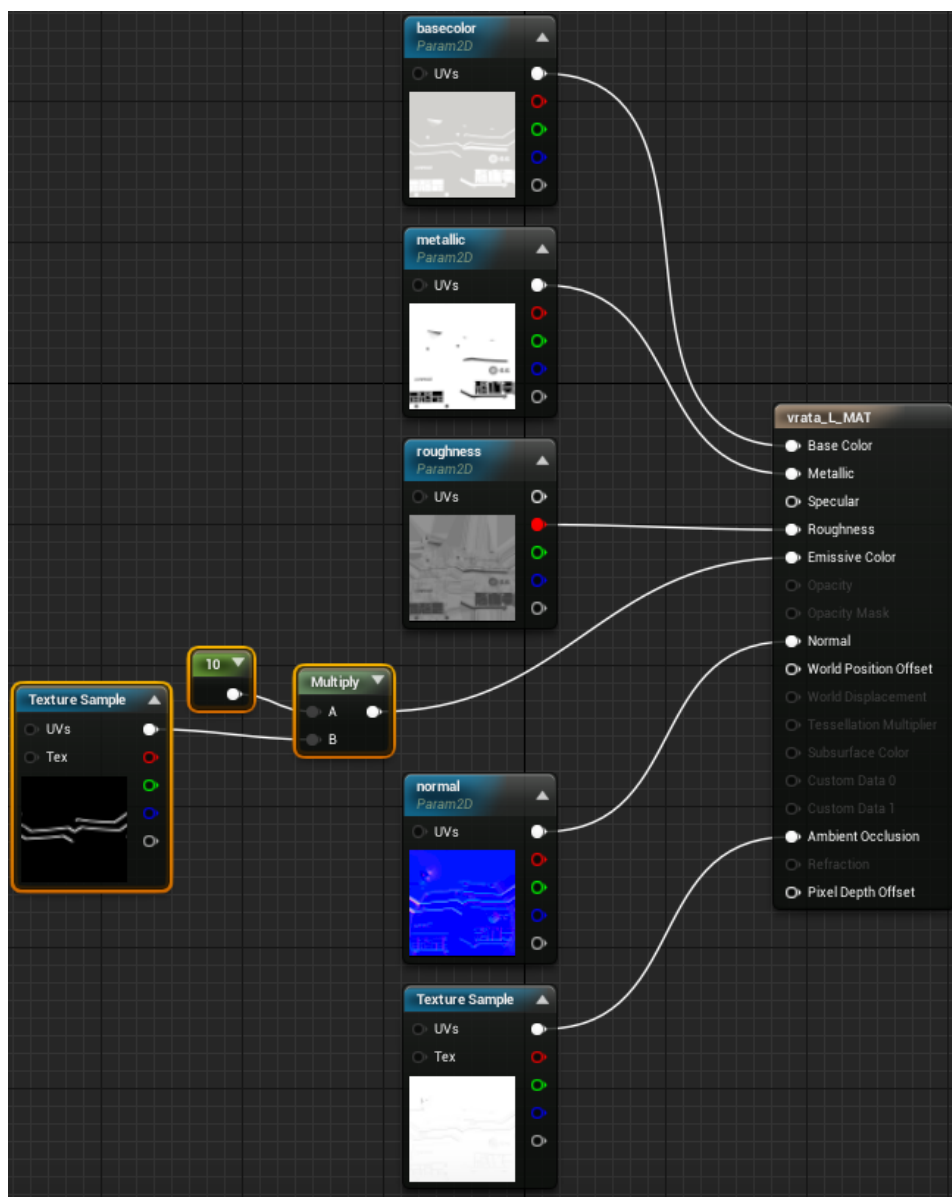 basecolor
Param2D
UVs
metallic
Param2D
UVs
roughness
Param2D
UVs
10
Multiply
A
B
Texture Sample
UVs
Tex
normal
Param2D
UVs
Texture Sample
UVs
Tex
vrata_L_MAT
Base Color
Metallic
Specular
Roughness
Emissive Color
Opacity
Opacity Mask
Normal
World Position Offset
World Displacement
Tessellation Multiplier
Subsurface Color
Custom Data 0
Custom Data 1
Ambient Occlusion
Refraction
Pixel Depth Offset